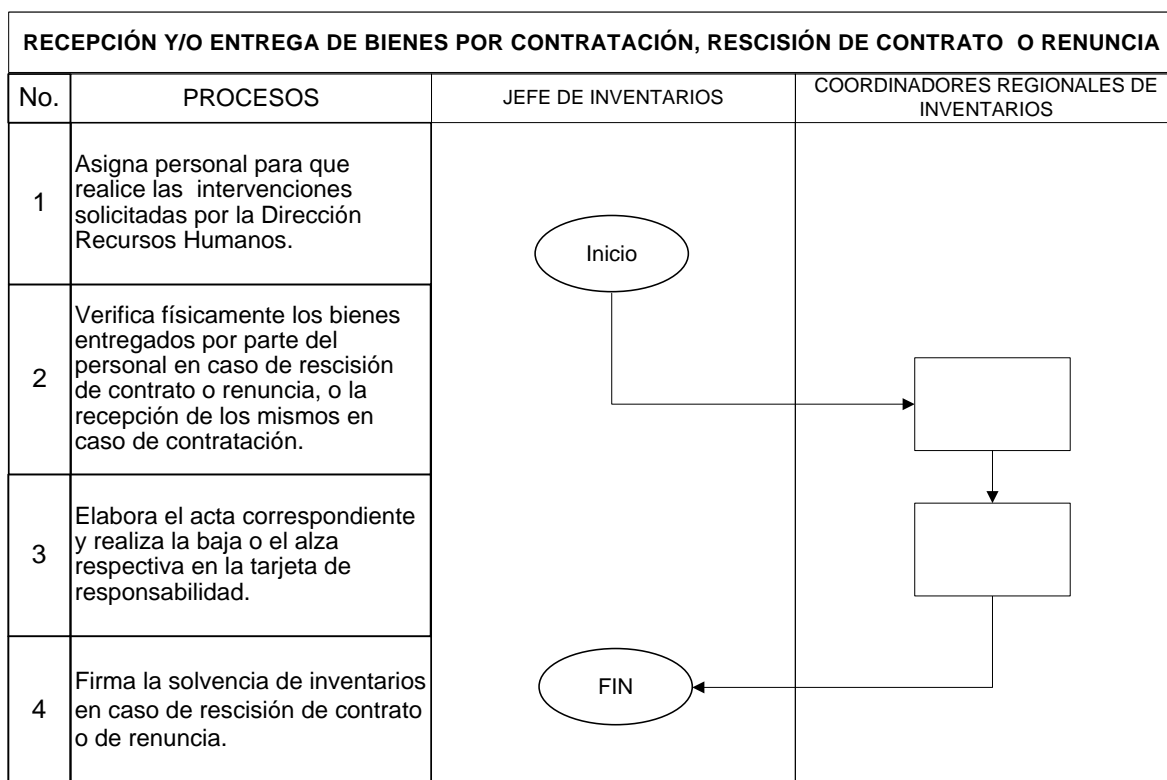 RECEPCIÓN Y/O ENTREGA DE BIENES POR CONTRATACIÓN, RESCISIÓN DE CONTRATO O RENUNCIA
No.
PROCESOS
JEFE DE INVENTARIOS
COORDINADORES REGIONALES DE
INVENTARIOS
1
Asigna personal para que
realice las intervenciones
solicitadas por la Dirección
Recursos Humanos.
Inicio
2
Verifica físicamente los bienes
entregados por parte del
personal en caso de rescisión
de contrato o renuncia, o la
recepción de los mismos en
caso de contratación.
3
Elabora el acta correspondiente
y realiza la baja o el alza
respectiva en la tarjeta de
responsabilidad.
4
Firma la solvencia de inventarios
en caso de rescisión de contrato
o de renuncia.
FIN